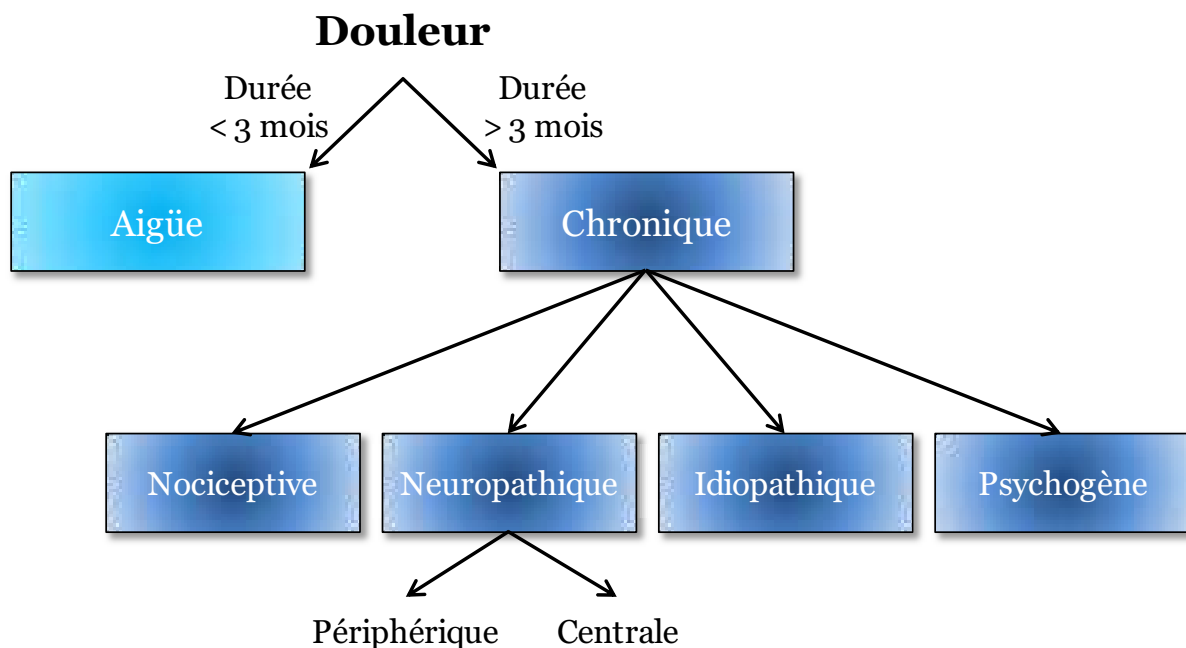 Douleur
Durée
< 3 mois
Durée
> 3 mois
Aigüe
Chronique
Nociceptive
Neuropathique
Idiopathique
Psychogène
Périphérique
Centrale